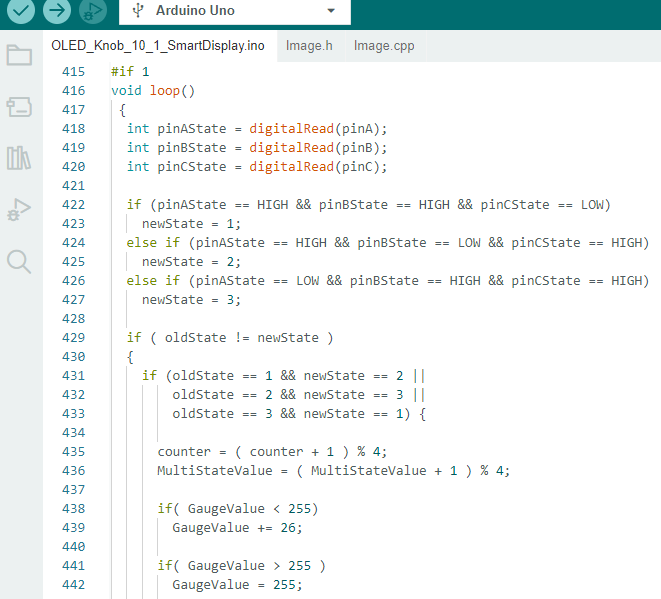 Arduino Uno
OLED_Knob_10_1_SmartDisplay.ino Image.h Image.cpp
415 #if 1
416 void loop()
417 {
418 int pinAState = digitalRead(pinA);
419 int pinBState = digitalRead(pinB);
420 int pinCState = digitalRead(pinC);
421
422 if (pinAState == HIGH && pinBState == HIGH && pinCState == LOW)
423 newState = 1;
424 else if (pinAState == HIGH && pinBState == LOW && pinCState == HIGH)
425 newState = 2;
426 else if (pinAState == LOW && pinBState == HIGH && pinCState == HIGH)
427 newState = 3;
428
429 if ( oldState != newState )
430 {
431 if (oldState == 1 && newState == 2 ||
432 oldState == 2 && newState == 3 ||
433 oldState == 3 && newState == 1) {
434
435 counter = ( counter + 1 ) % 4;
436 MultiStateValue = ( MultiStateValue + 1 ) % 4;
437
438 if( GaugeValue < 255)
439 GaugeValue += 26;
440
441 if( GaugeValue > 255 )
442 GaugeValue = 255;